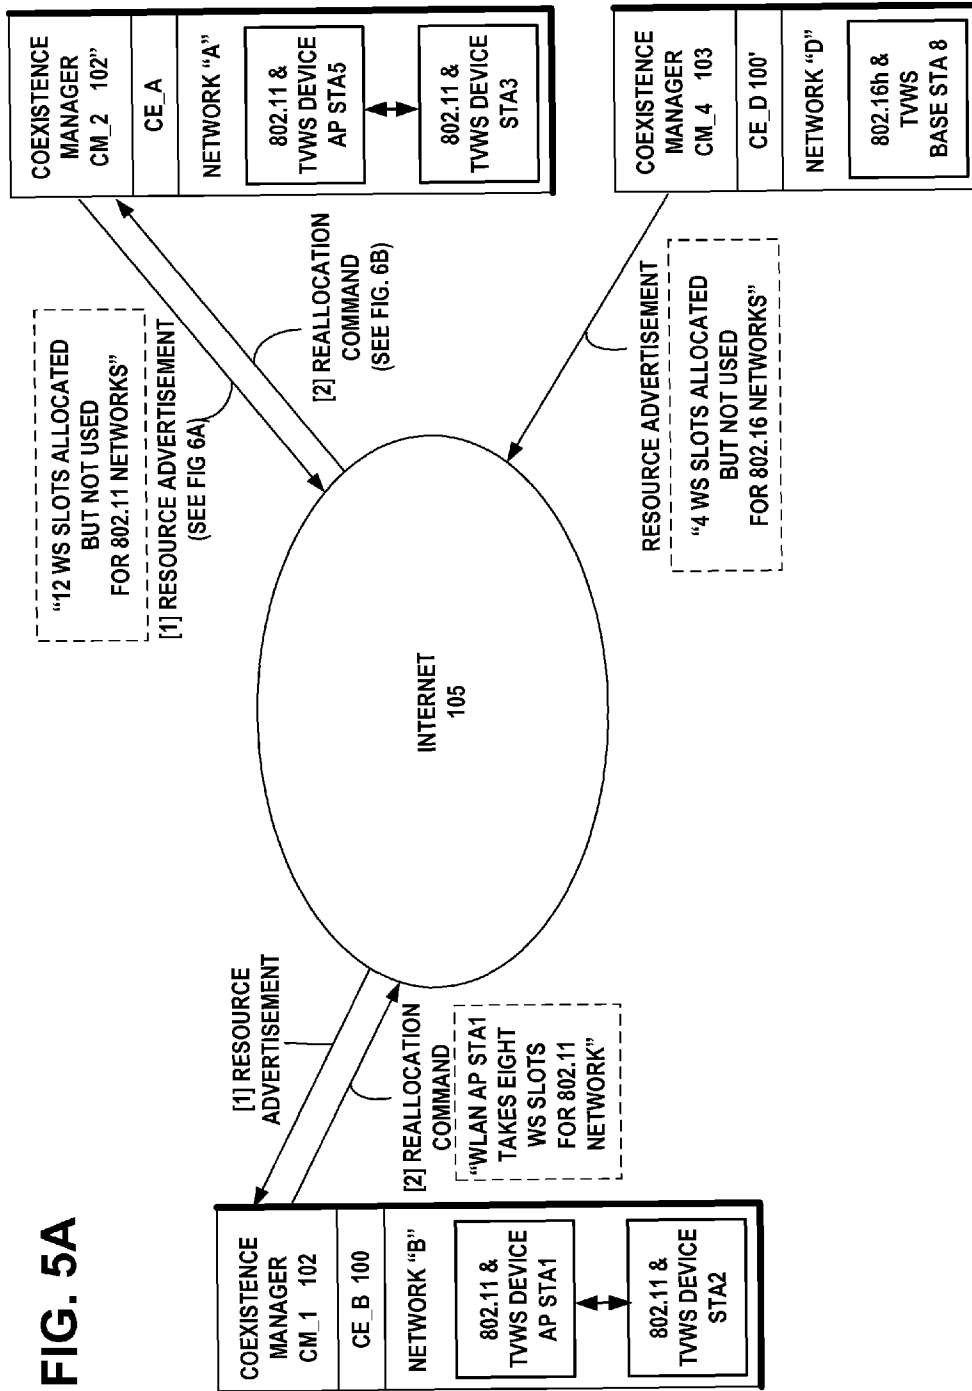 FIG. 5A
COEXISTENCE
MANAGER
CM_1 102
CE_B 100
NETWORK "B"
802.11 &
TVWS DEVICE
AP STA1
802.11 &
TVWS DEVICE
STA2
[1] RESOURCE
ADVERTISEMENT
[2] REALLOCATION
COMMAND
“WLAN AP STA1
TAKES EIGHT
WS SLOTS
FOR 802.11
NETWORK”
INTERNET
105
“12 WS SLOTS ALLOCATED
BUT NOT USED
FOR 802.11 NETWORKS”
[1] RESOURCE ADVERTISEMENT
(SEE FIG 6A)
[2] REALLOCATION
COMMAND
(SEE FIG. 6B)
RESOURCE ADVERTISEMENT
“4 WS SLOTS ALLOCATED
BUT NOT USED
FOR 802.16 NETWORKS”
COEXISTENCE
MANAGER
CM_2 102”
CE_A
NETWORK “A”
802.11 &
TVWS DEVICE
AP STA5
802.11 &
TVWS DEVICE
STA3
COEXISTENCE
MANAGER
CM_4 103
CE_D 100'
NETWORK “D”
802.16h &
TVWS
BASE STA 8